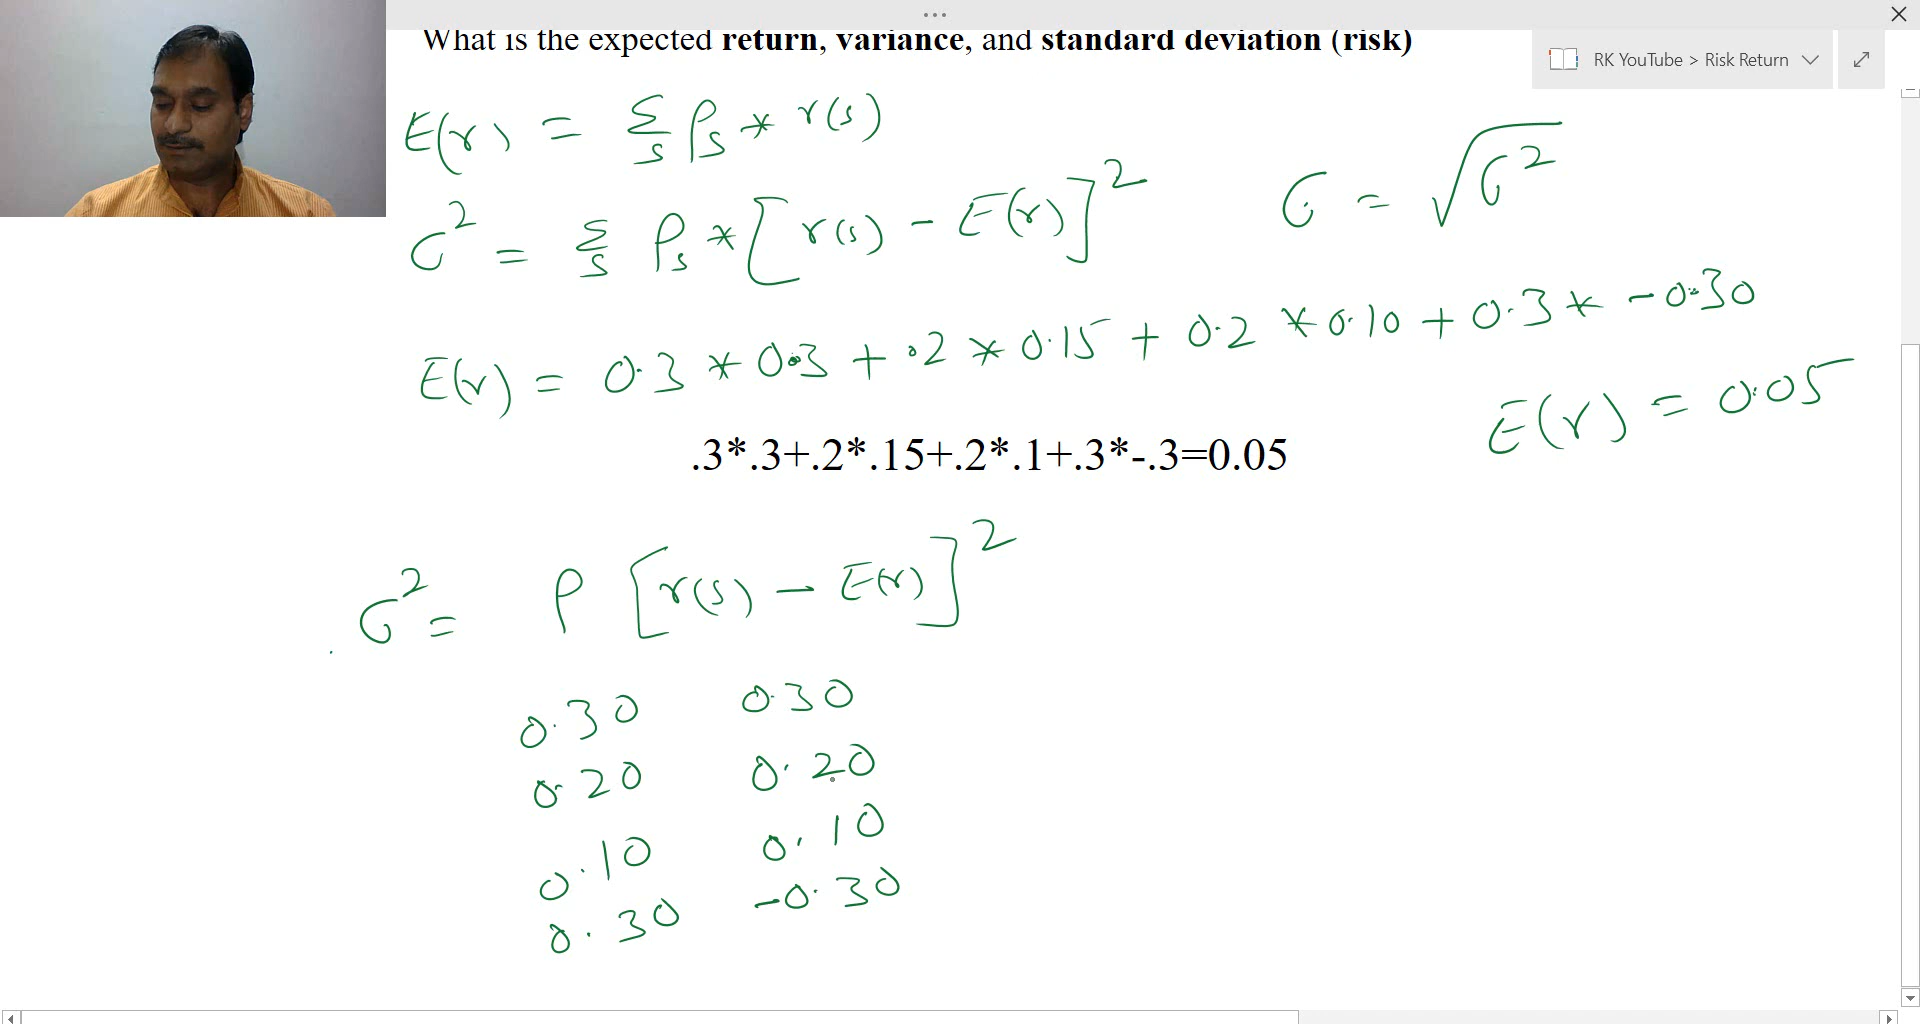 What is the expected return, variance, and standard deviation (risk)
RK YouTube > Risk Return
E(r) = Σs Ps * r(s)
σ² = Σs Ps * [r(s) - E(r)]²
σ = √σ²
E(r) = 0.3 * 0.3 + .2 * 0.15 + 0.2 * 0.10 + 0.3 * -0.30
E(r) = 0.05
.3*.3+.2*.15+.2*.1+.3*-.3=0.05
σ² = P [r(s) - E(r)]²
0.30 0.30
0.20 0.20
0.10 0.10
0.30 -0.30